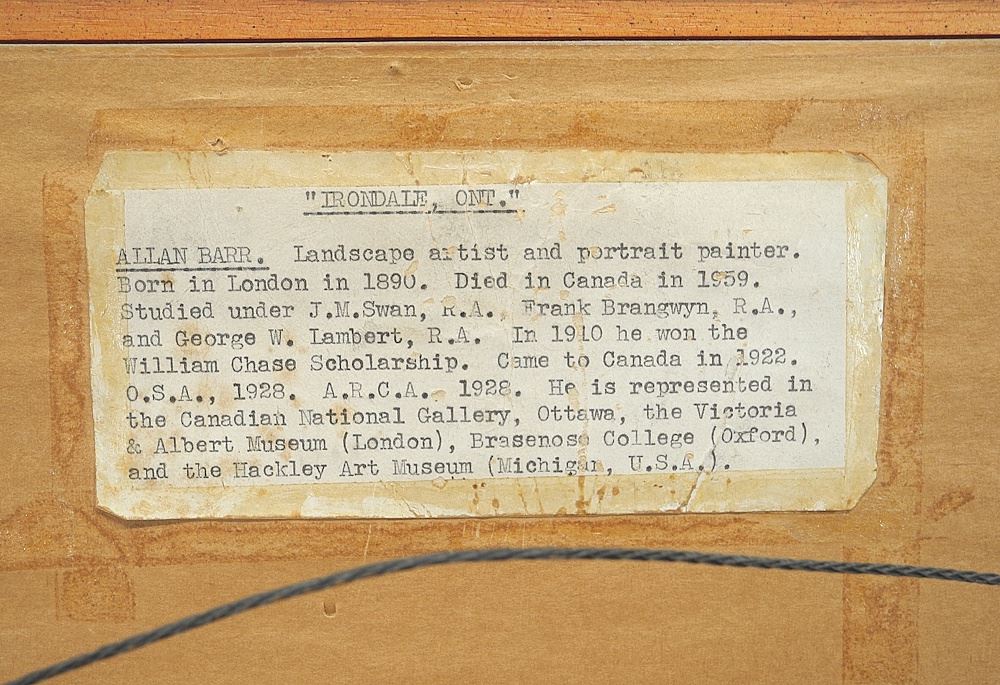 "IRONDALE, ONT."
ALLAN BARR. Landscape artist and portrait painter.
Born in London in 1890. Died in Canada in 1959.
Studied under J.M.Swan, R.A., Frank Brangwyn, R.A.,
and George W. Lambert, R.A. In 1910 he won the
William Chase Scholarship. Came to Canada in 1922.
O.S.A., 1928. A.R.C.A. 1928. He is represented in
the Canadian National Gallery, Ottawa, the Victoria
& Albert Museum (London), Brasenose College (Oxford),
and the Hackley Art Museum (Michigan, U.S.A.).